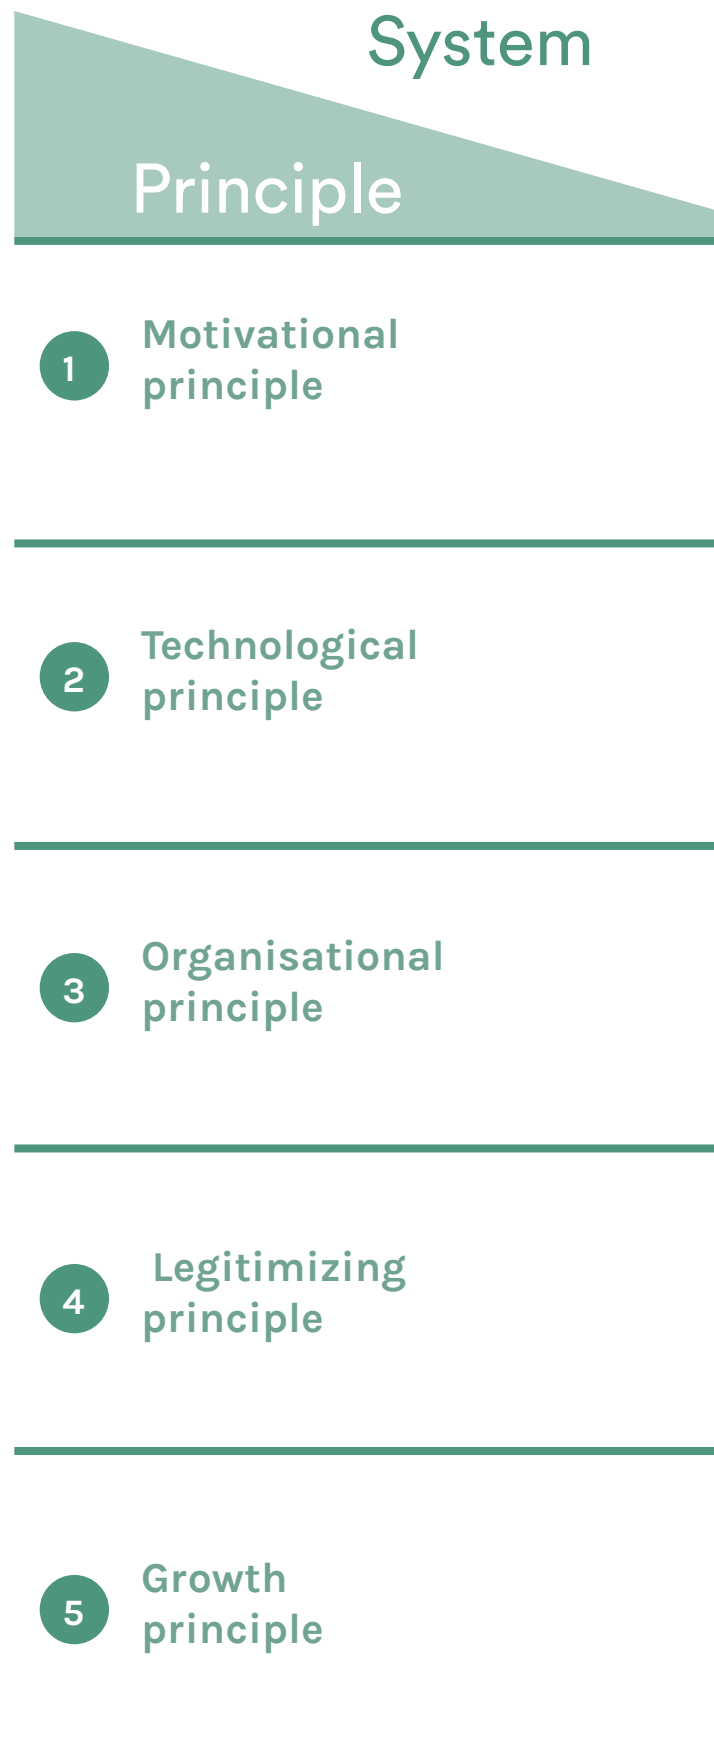 System
Principle
1
Motivational
principle
2
Technological
principle
3
Organisational
principle
4
Legitimizing
principle
5
Growth
principle